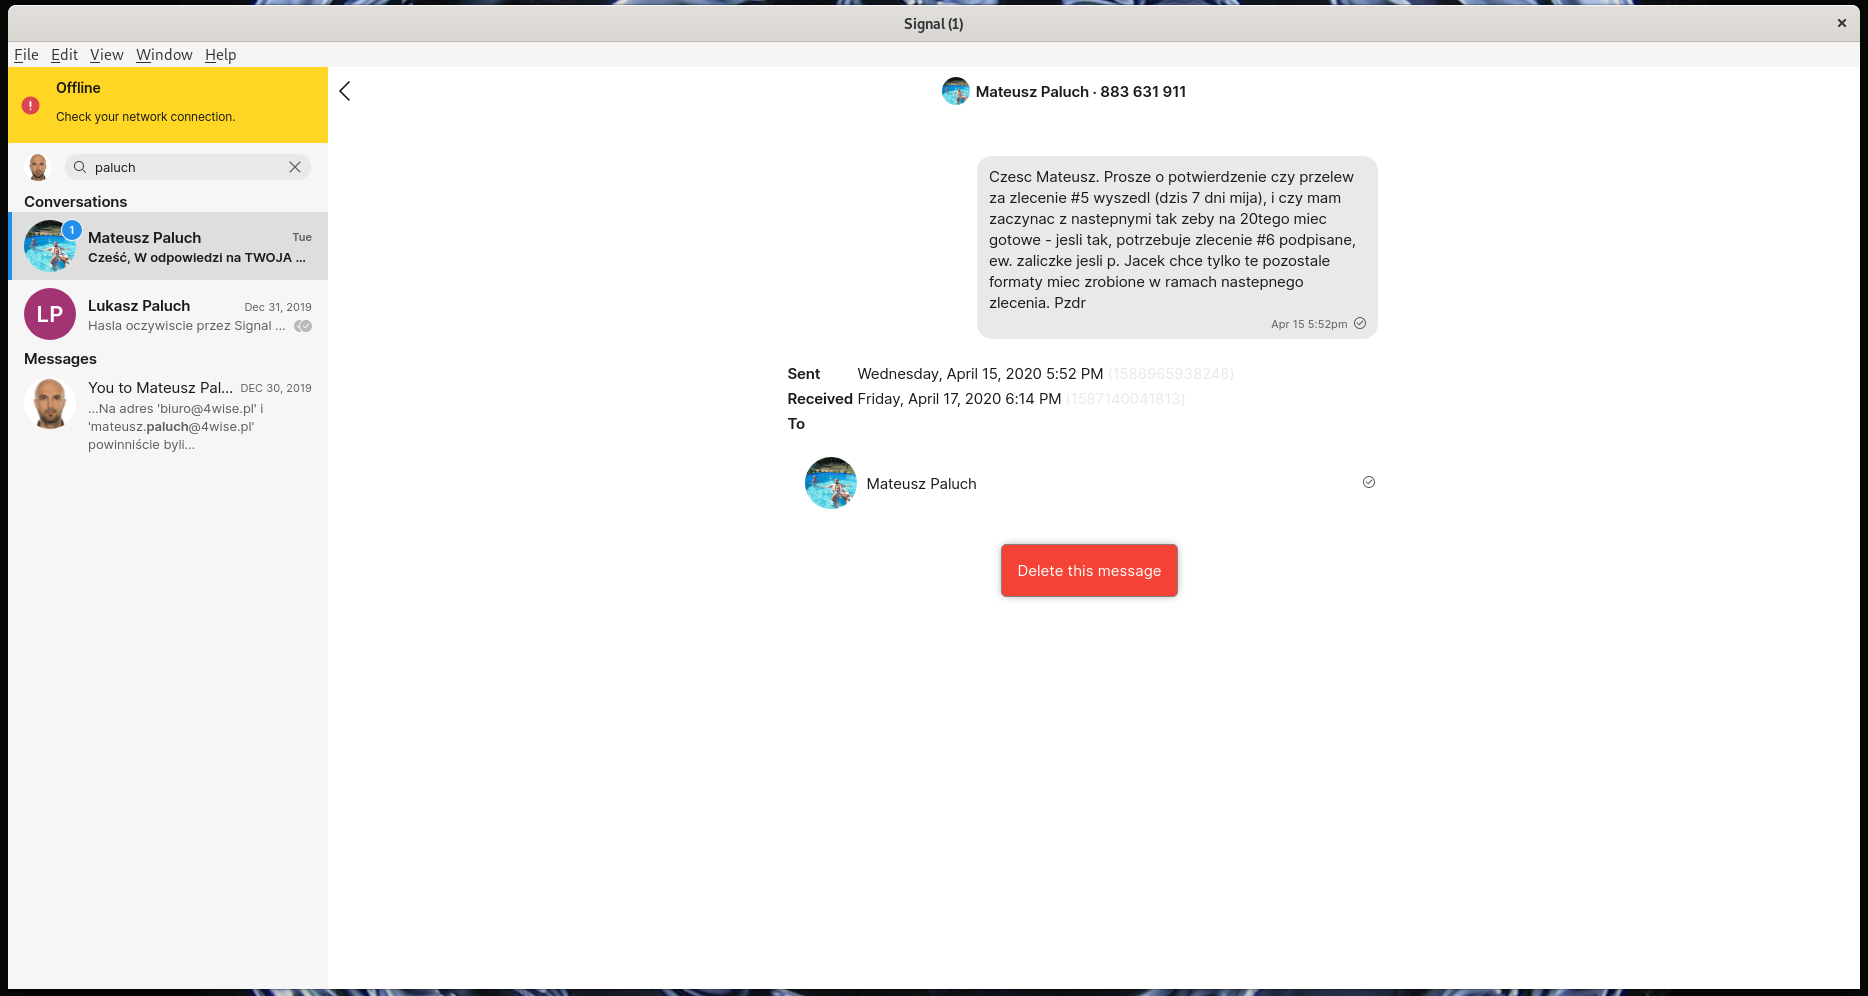 Signal (1)
File Edit View Window Help
Offline
Check your network connection.
paluch
Conversations
1
Mateusz Paluch Tue
Cześć, W odpowiedzi na TWOJA ...
LP
Lukasz Paluch Dec 31, 2019
Hasla oczywiscie przez Signal ...
Messages
You to Mateusz Pal... DEC 30, 2019
...Na adres 'biuro@4wise.pl' i
'mateusz.paluch@4wise.pl'
powinniście byli...
Mateusz Paluch · 883 631 911
Czesc Mateusz. Prosze o potwierdzenie czy przelew
za zlecenie #5 wyszedl (dzis 7 dni mija), i czy mam
zaczynac z nastepnymi tak zeby na 20tego miec
gotowe - jesli tak, potrzebuje zlecenie #6 podpisane,
ew. zaliczke jesli p. Jacek chce tylko te pozostale
formaty miec zrobione w ramach nastepnego
zlecenia. Pzdr
Apr 15 5:52pm
Sent Wednesday, April 15, 2020 5:52 PM (1586965938248)
Received Friday, April 17, 2020 6:14 PM (1587140041813)
To
Mateusz Paluch
Delete this message